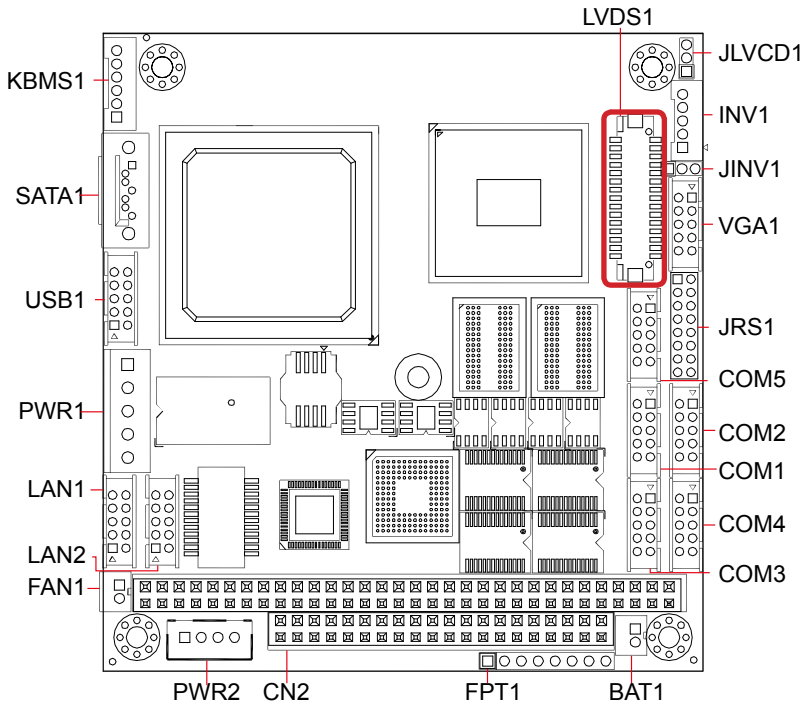 LVDS1
JLVCD1
KBMS1
INV1
JINV1
SATA1
VGA1
USB1
JRS1
COM5
PWR1
COM2
COM1
LAN1
COM4
LAN2
COM3
FAN1
PWR2
CN2
FPT1
BAT1